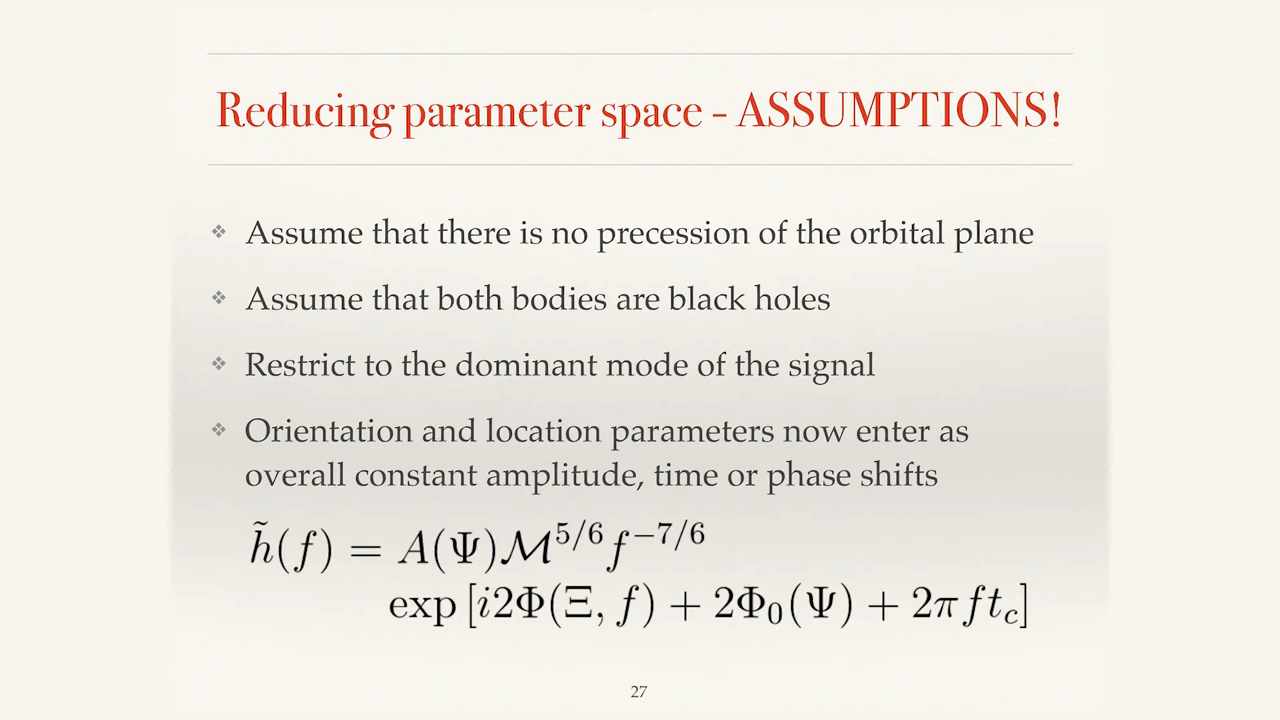 Reducing parameter space - ASSUMPTIONS!
❖ Assume that there is no precession of the orbital plane
❖ Assume that both bodies are black holes
❖ Restrict to the dominant mode of the signal
❖ Orientation and location parameters now enter as
overall constant amplitude, time or phase shifts
h̃(f) = A(Ψ)ℳ^{5/6} f^{−7/6}
exp [i2Φ(Ξ, f) + 2Φ₀(Ψ) + 2πft_c]
27